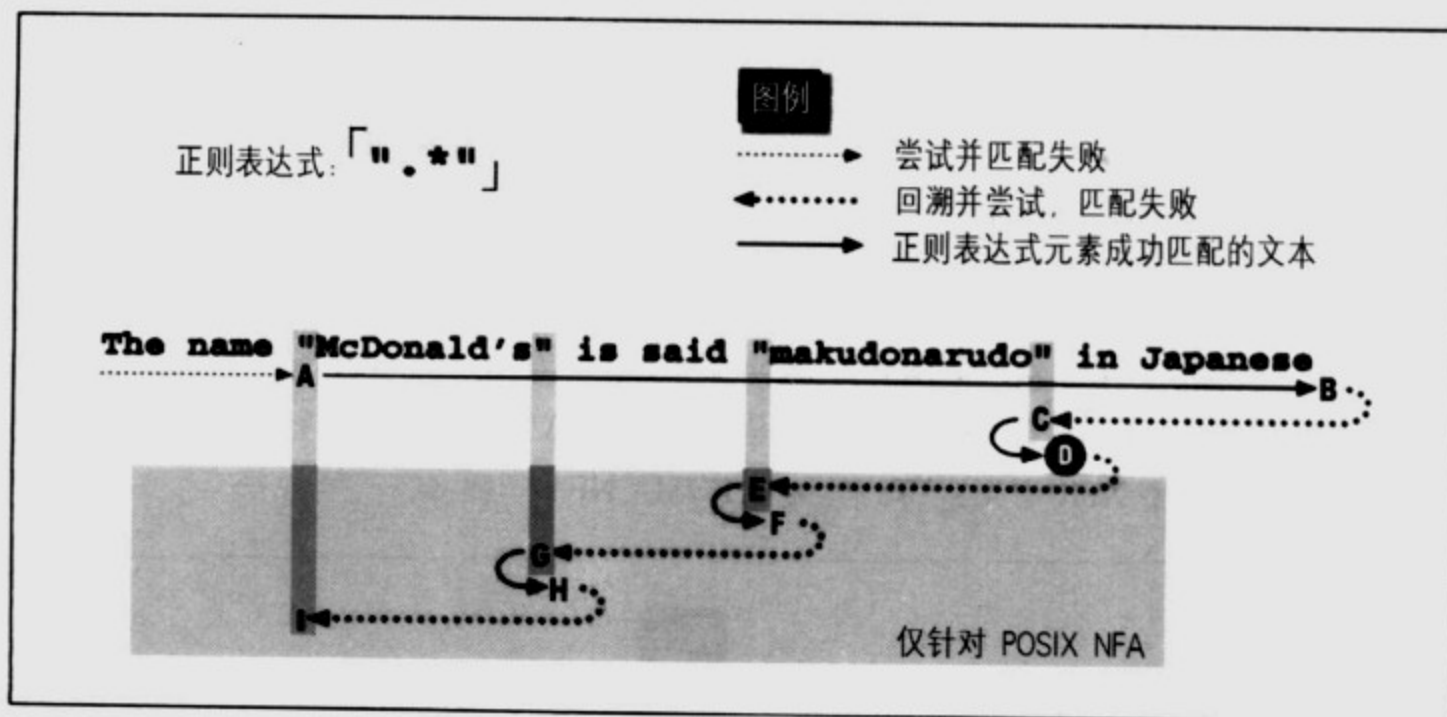 图例
正则表达式:「".*"」
尝试并匹配失败
回溯并尝试, 匹配失败
正则表达式元素成功匹配的文本
The name "McDonald's" is said "makudonarudo" in Japanese
A
B
C
D
E
F
G
H
I
仅针对 POSIX NFA